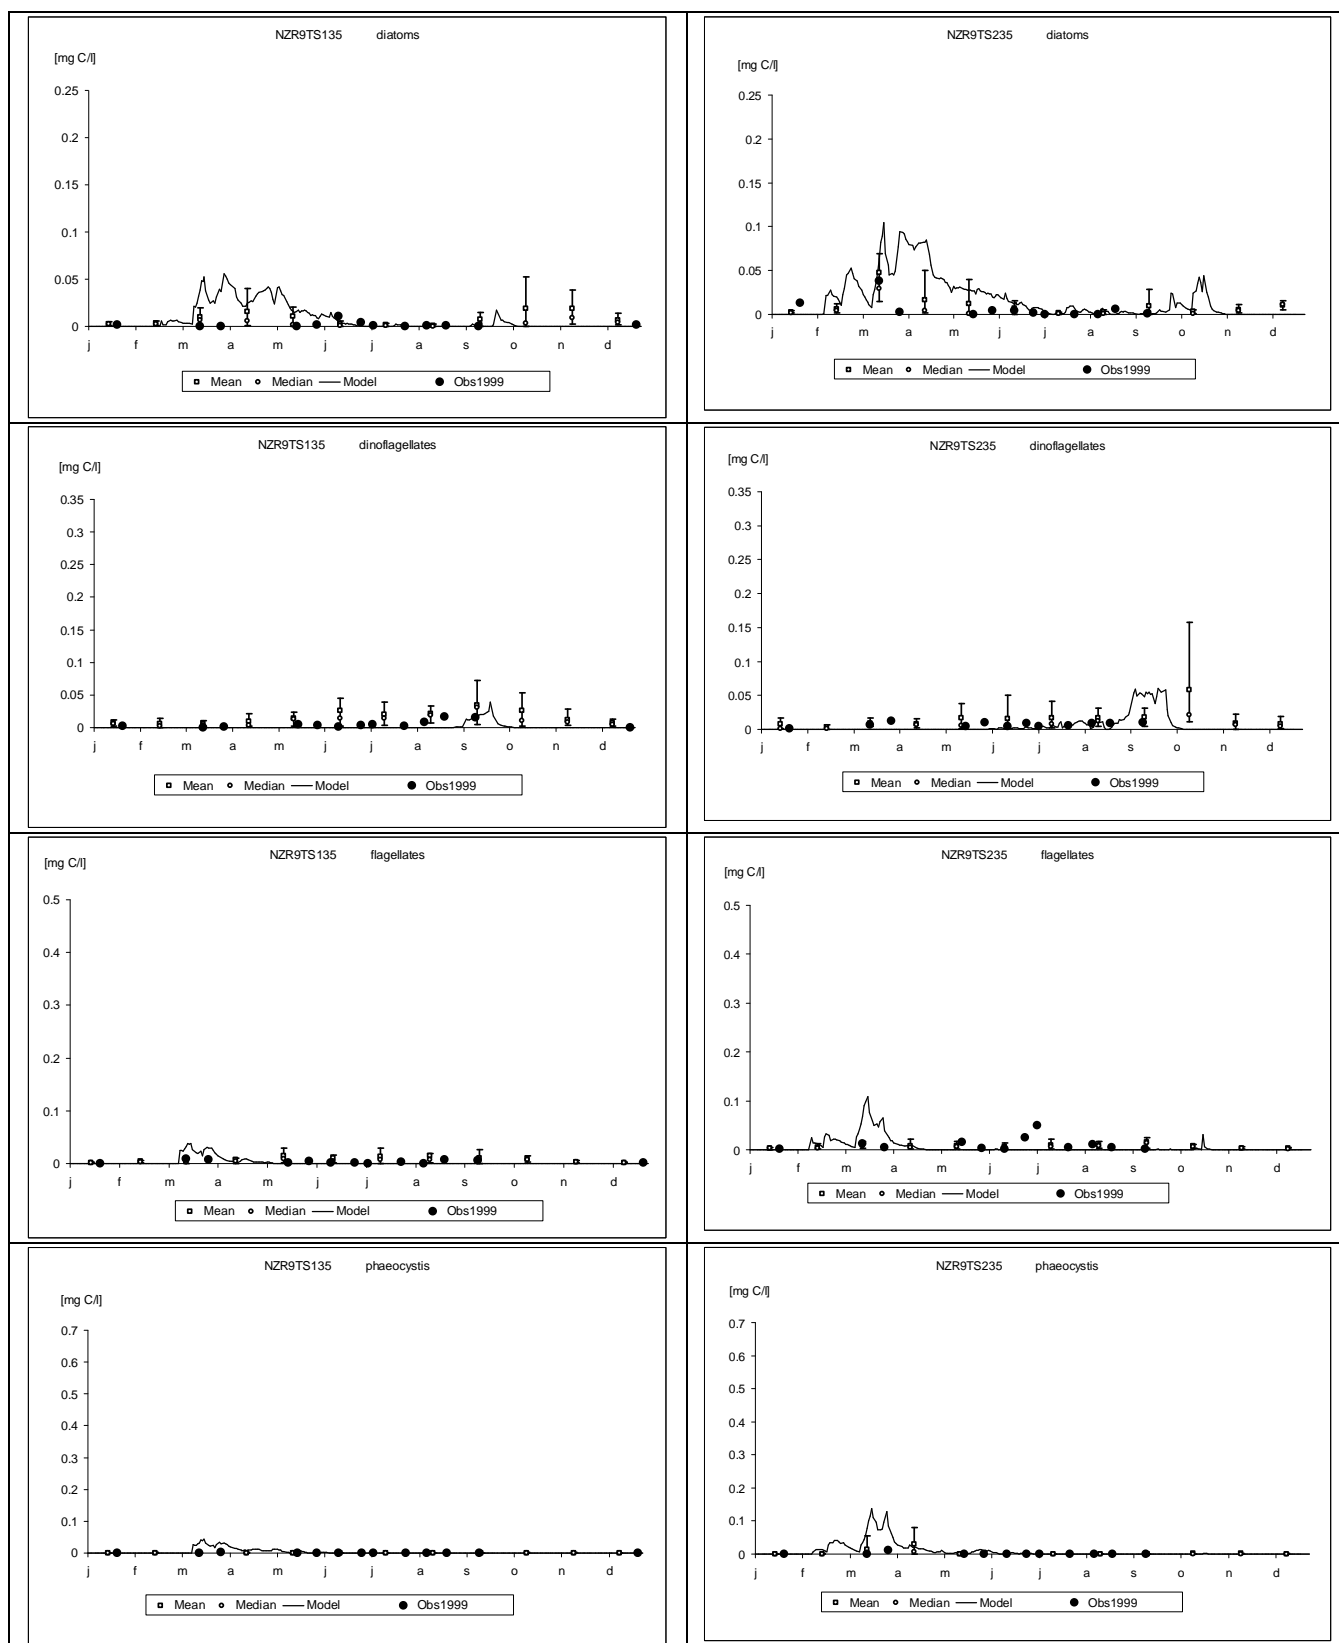 NZR9TS135 diatoms
[mg C/l]
0.25
0.2
0.15
0.1
0.05
0
j f m a m j j a s o n d
Mean Median Model Obs1999
NZR9TS235 diatoms
[mg C/l]
0.25
0.2
0.15
0.1
0.05
0
j f m a m j j a s o n d
Mean Median Model Obs1999
NZR9TS135 dinoflagellates
[mg C/l]
0.35
0.3
0.25
0.2
0.15
0.1
0.05
0
j f m a m j j a s o n d
Mean Median Model Obs1999
NZR9TS235 dinoflagellates
[mg C/l]
0.35
0.3
0.25
0.2
0.15
0.1
0.05
0
j f m a m j j a s o n d
Mean Median Model Obs1999
NZR9TS135 flagellates
[mg C/l]
0.5
0.4
0.3
0.2
0.1
0
j f m a m j j a s o n d
Mean Median Model Obs1999
NZR9TS235 flagellates
[mg C/l]
0.5
0.4
0.3
0.2
0.1
0
j f m a m j j a s o n d
Mean Median Model Obs1999
NZR9TS135 phaeocystis
[mg C/l]
0.7
0.6
0.5
0.4
0.3
0.2
0.1
0
j f m a m j j a s o n d
Mean Median Model Obs1999
NZR9TS235 phaeocystis
[mg C/l]
0.7
0.6
0.5
0.4
0.3
0.2
0.1
0
j f m a m j j a s o n d
Mean Median Model Obs1999